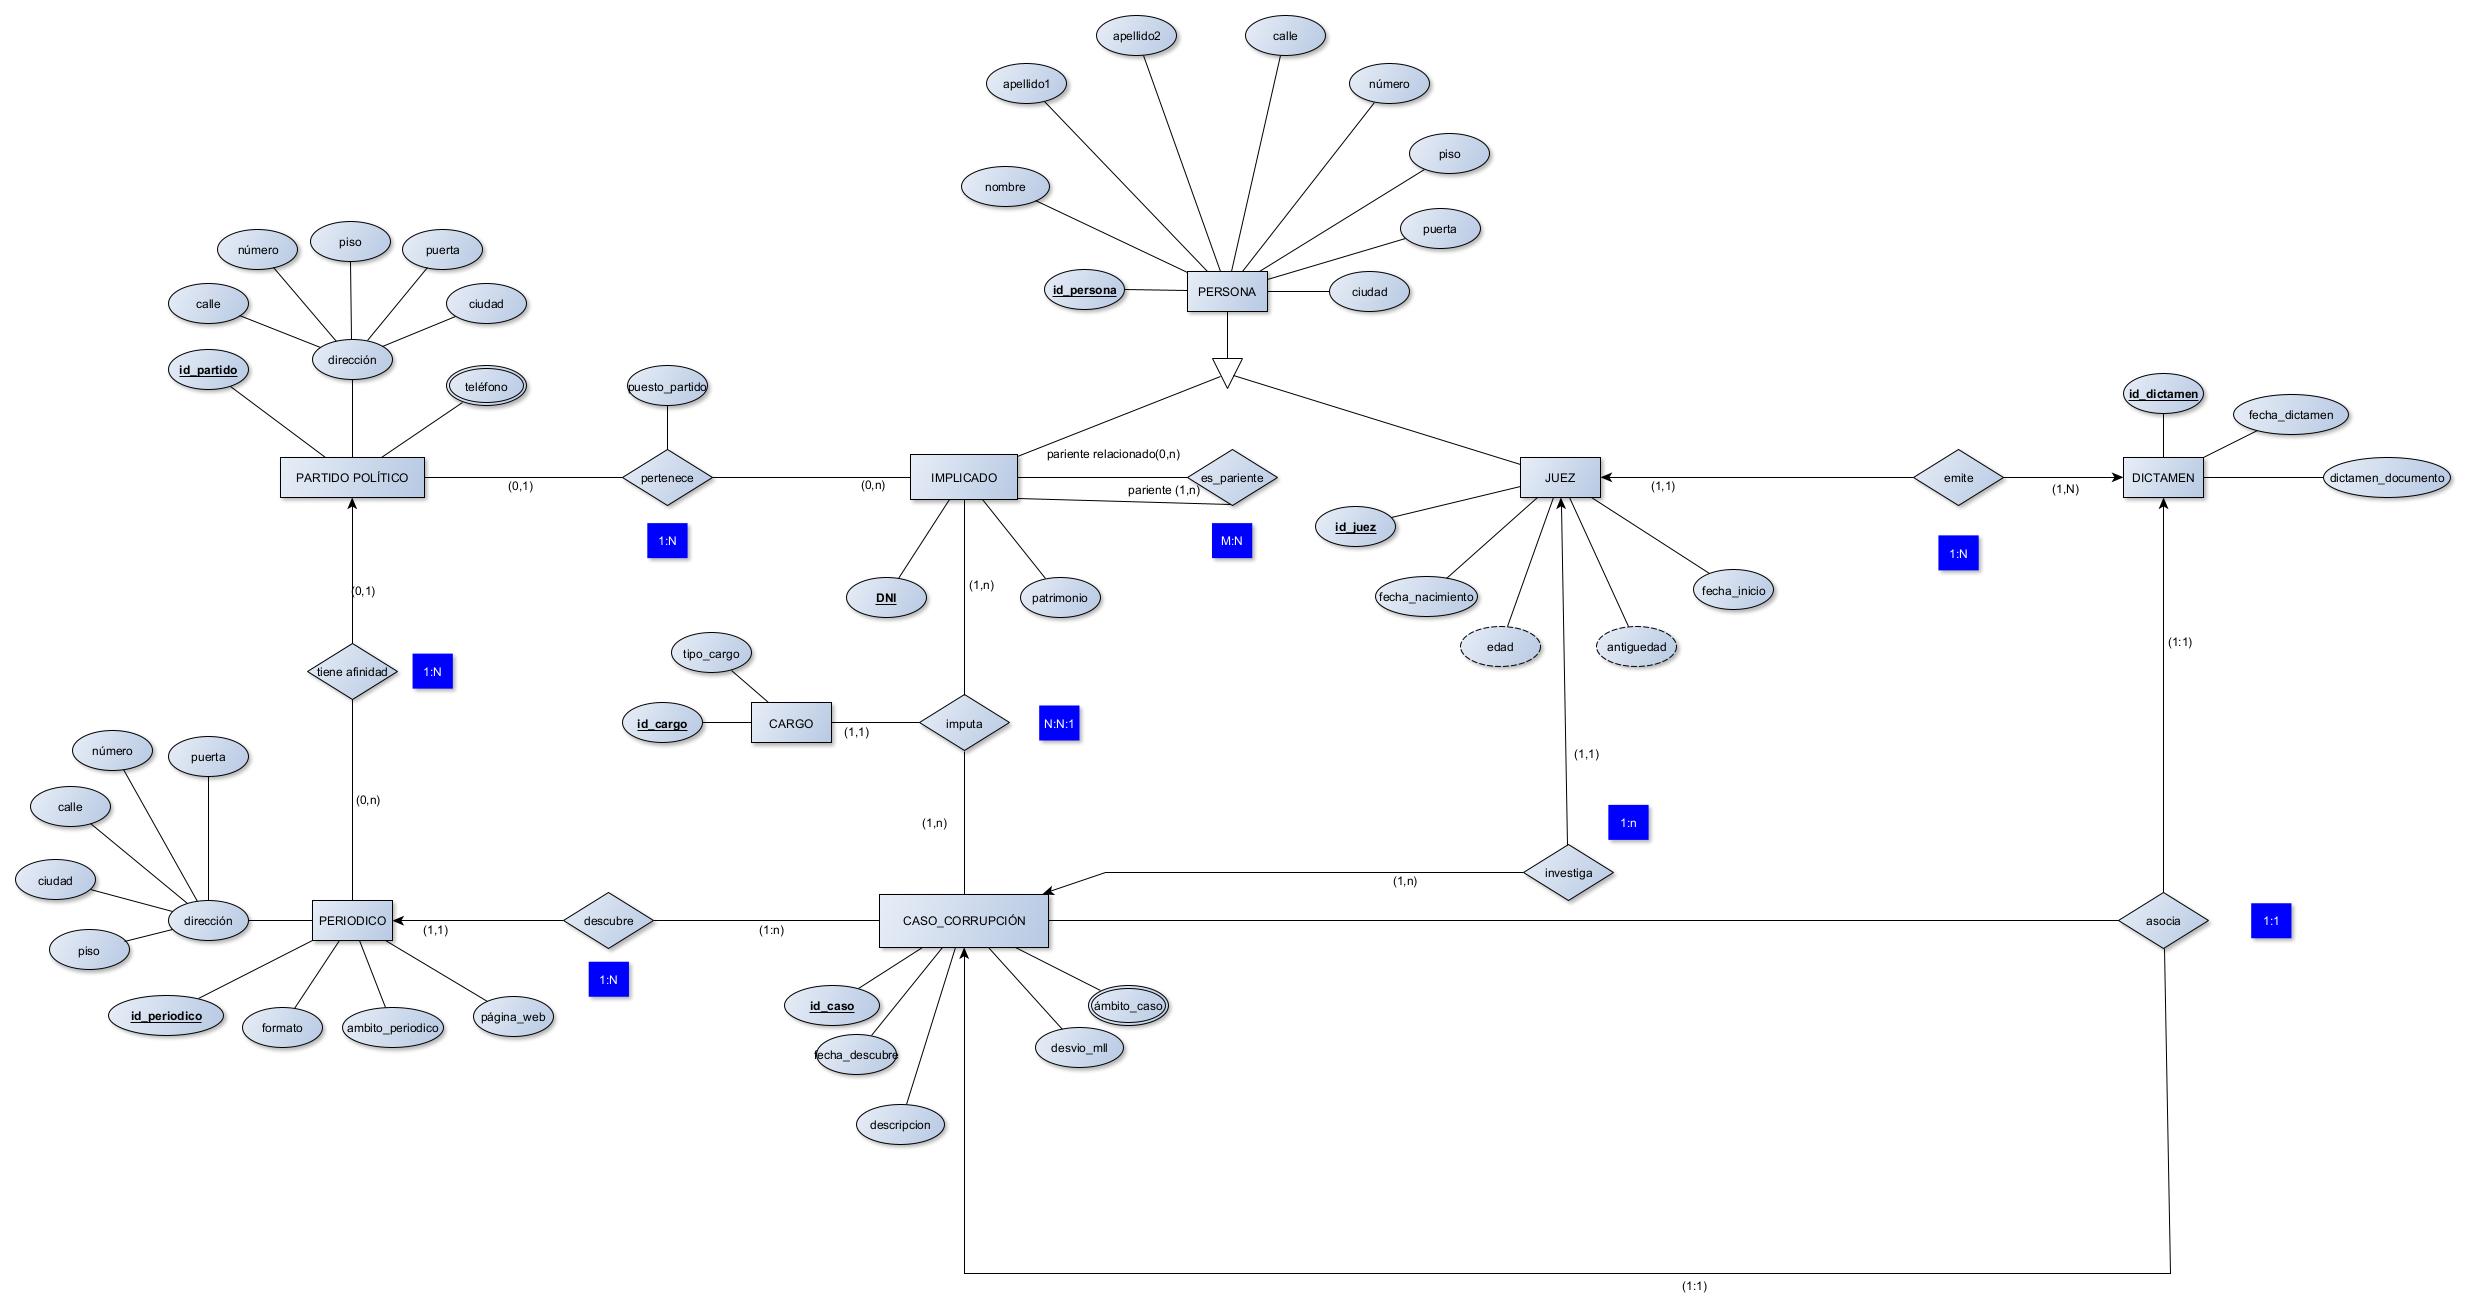 apellido2
calle
apellido1
número
piso
nombre
puerta
id_persona
PERSONA
ciudad
número
piso
puerta
calle
ciudad
dirección
id_partido
teléfono
puesto_partido
PARTIDO POLÍTICO
(0,1)
pertenece
(0,n)
IMPLICADO
pariente relacionado(0,n)
pariente (1,n)
es_pariente
JUEZ
(1,1)
emite
(1,N)
DICTAMEN
id_dictamen
fecha_dictamen
dictamen_documento
1:N
M:N
1:N
id_juez
fecha_nacimiento
edad
antiguedad
fecha_inicio
DNI
(1,n)
patrimonio
(0,1)
tiene afinidad
1:N
(0,n)
tipo_cargo
id_cargo
CARGO
(1,1)
imputa
N:N:1
(1,n)
(1,1)
1:n
investiga
(1,n)
(1:1)
número
puerta
calle
ciudad
dirección
piso
PERIODICO
(1,1)
descubre
(1:n)
1:N
CASO_CORRUPCIÓN
asocia
1:1
id_periodico
formato
ambito_periodico
página_web
id_caso
fecha_descubre
descripcion
desvio_mll
ámbito_caso
(1:1)